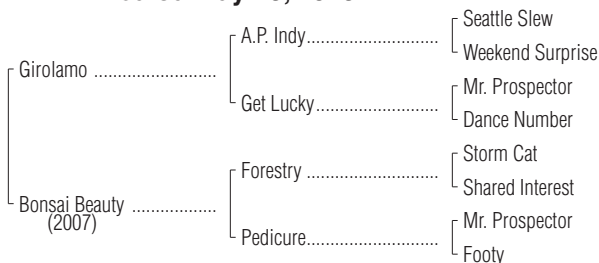 Seattle Slew
A.P. Indy
Weekend Surprise
Girolamo
Mr. Prospector
Get Lucky
Dance Number
Storm Cat
Forestry
Shared Interest
Bonsai Beauty
(2007)
Mr. Prospector
Pedicure
Footy